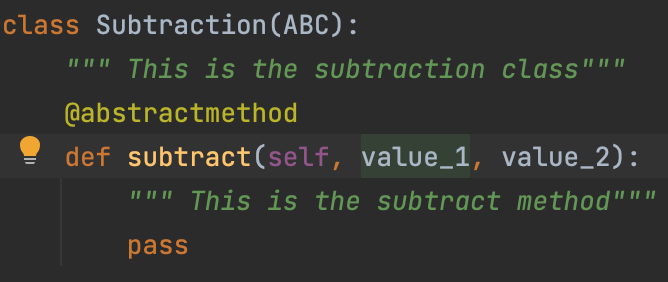 class Subtraction(ABC):
    """ This is the subtraction class"""
    @abstractmethod
    def subtract(self, value_1, value_2):
        """ This is the subtract method"""
        pass